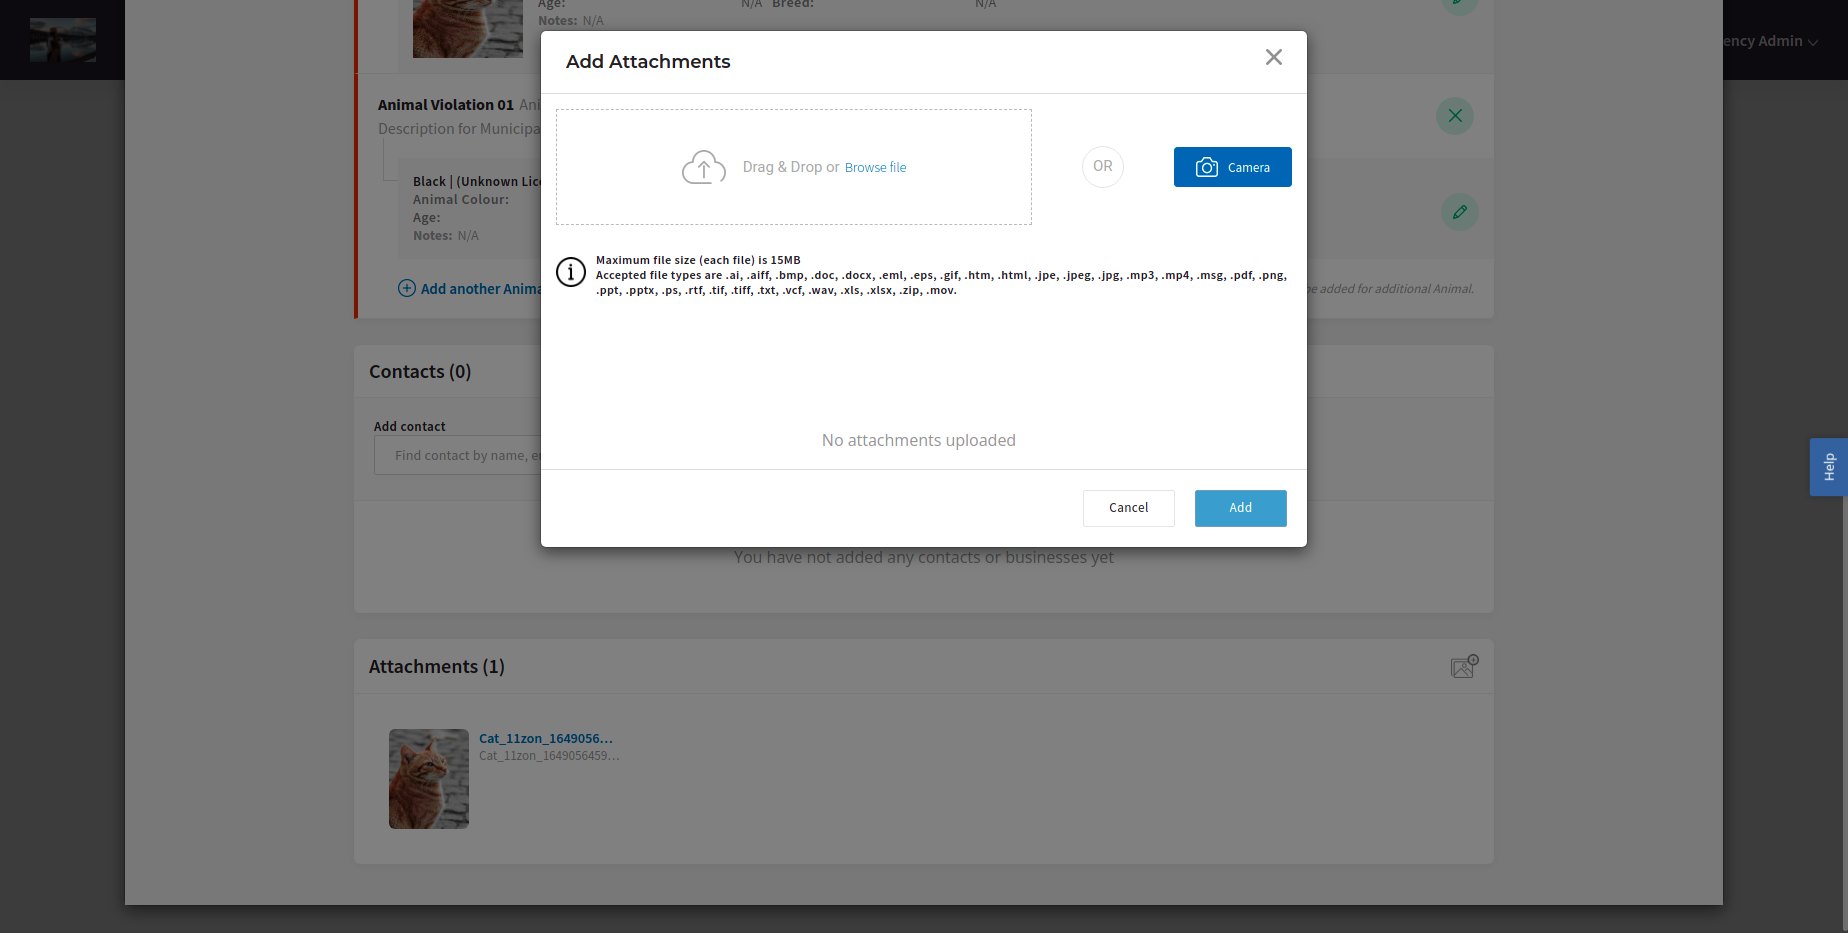 Age: N/A Breed: N/A
Notes: N/A
ency Admin
Add Attachments
Animal Violation 01
Description for Municipa
Drag & Drop or Browse file
OR
Camera
Black | (Unknown Lic
Animal Colour:
Age:
Notes: N/A
Maximum file size (each file) is 15MB
Accepted file types are .ai, .aiff, .bmp, .doc, .docx, .eml, .eps, .gif, .htm, .html, .jpe, .jpeg, .jpg, .mp3, .mp4, .msg, .pdf, .png,
.ppt, .pptx, .ps, .rtf, .tif, .tiff, .txt, .vcf, .wav, .xls, .xlsx, .zip, .mov.
Add another Anima
be added for additional Animal.
Contacts (0)
Add contact
Find contact by name, e
No attachments uploaded
Help
Cancel
Add
You have not added any contacts or businesses yet
Attachments (1)
Cat_11zon_1649056...
Cat_11zon_1649056459...